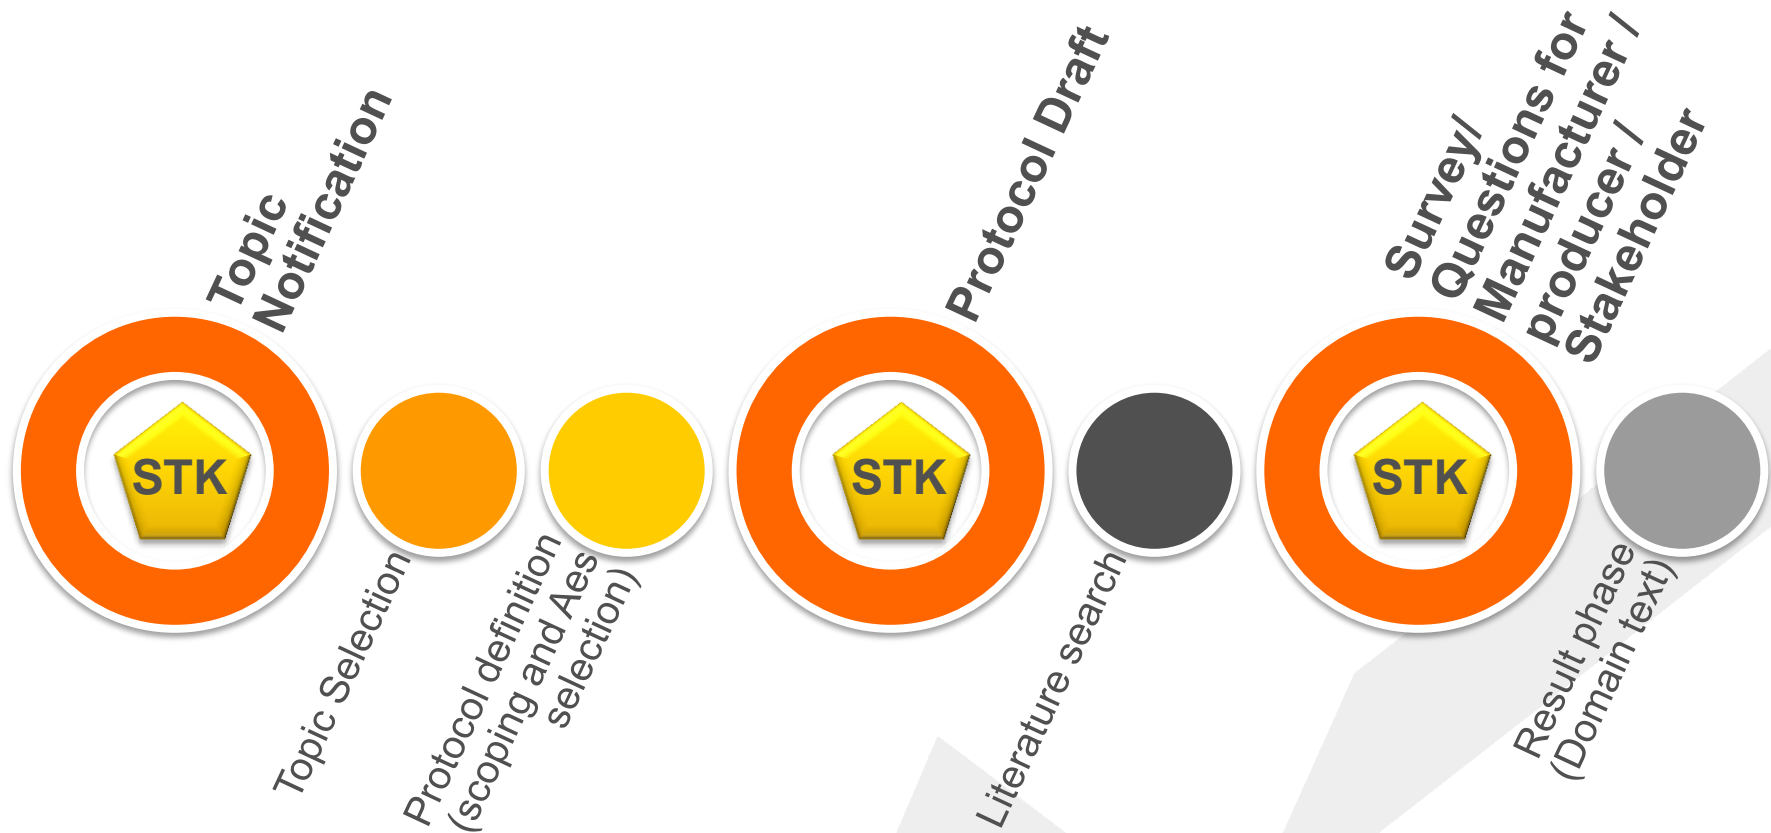 Topic
Notification
STK
Topic Selection
Protocol definition
(scoping and Aes
selection)
Protocol Draft
STK
Literature search
Survey/
Questions for
Manufacturer /
producer /
Stakeholder
STK
Result phase
(Domain text)